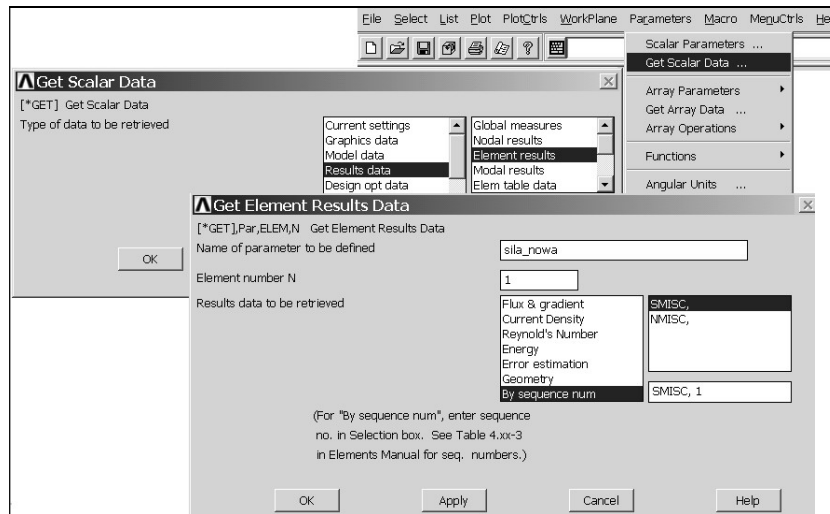 File Select List Plot PlotCtrls WorkPlane Parameters Macro MenuCtrls
Scalar Parameters ...
Get Scalar Data ...
Array Parameters
Get Array Data ...
Array Operations
Functions
Angular Units ...
Get Scalar Data
[*GET] Get Scalar Data
Type of data to be retrieved
Current settings
Graphics data
Model data
Results data
Design opt data
Global measures
Nodal results
Element results
Modal results
Elem table data
OK
Get Element Results Data
[*GET],Par,ELEM,N Get Element Results Data
Name of parameter to be defined
sila_nowa
Element number N
1
Results data to be retrieved
Flux & gradient
Current Density
Reynold's Number
Energy
Error estimation
Geometry
By sequence num
SMISC,
NMISC,
SMISC, 1
(For "By sequence num", enter sequence
no. in Selection box. See Table 4.xx-3
in Elements Manual for seq. numbers.)
OK Apply Cancel Help